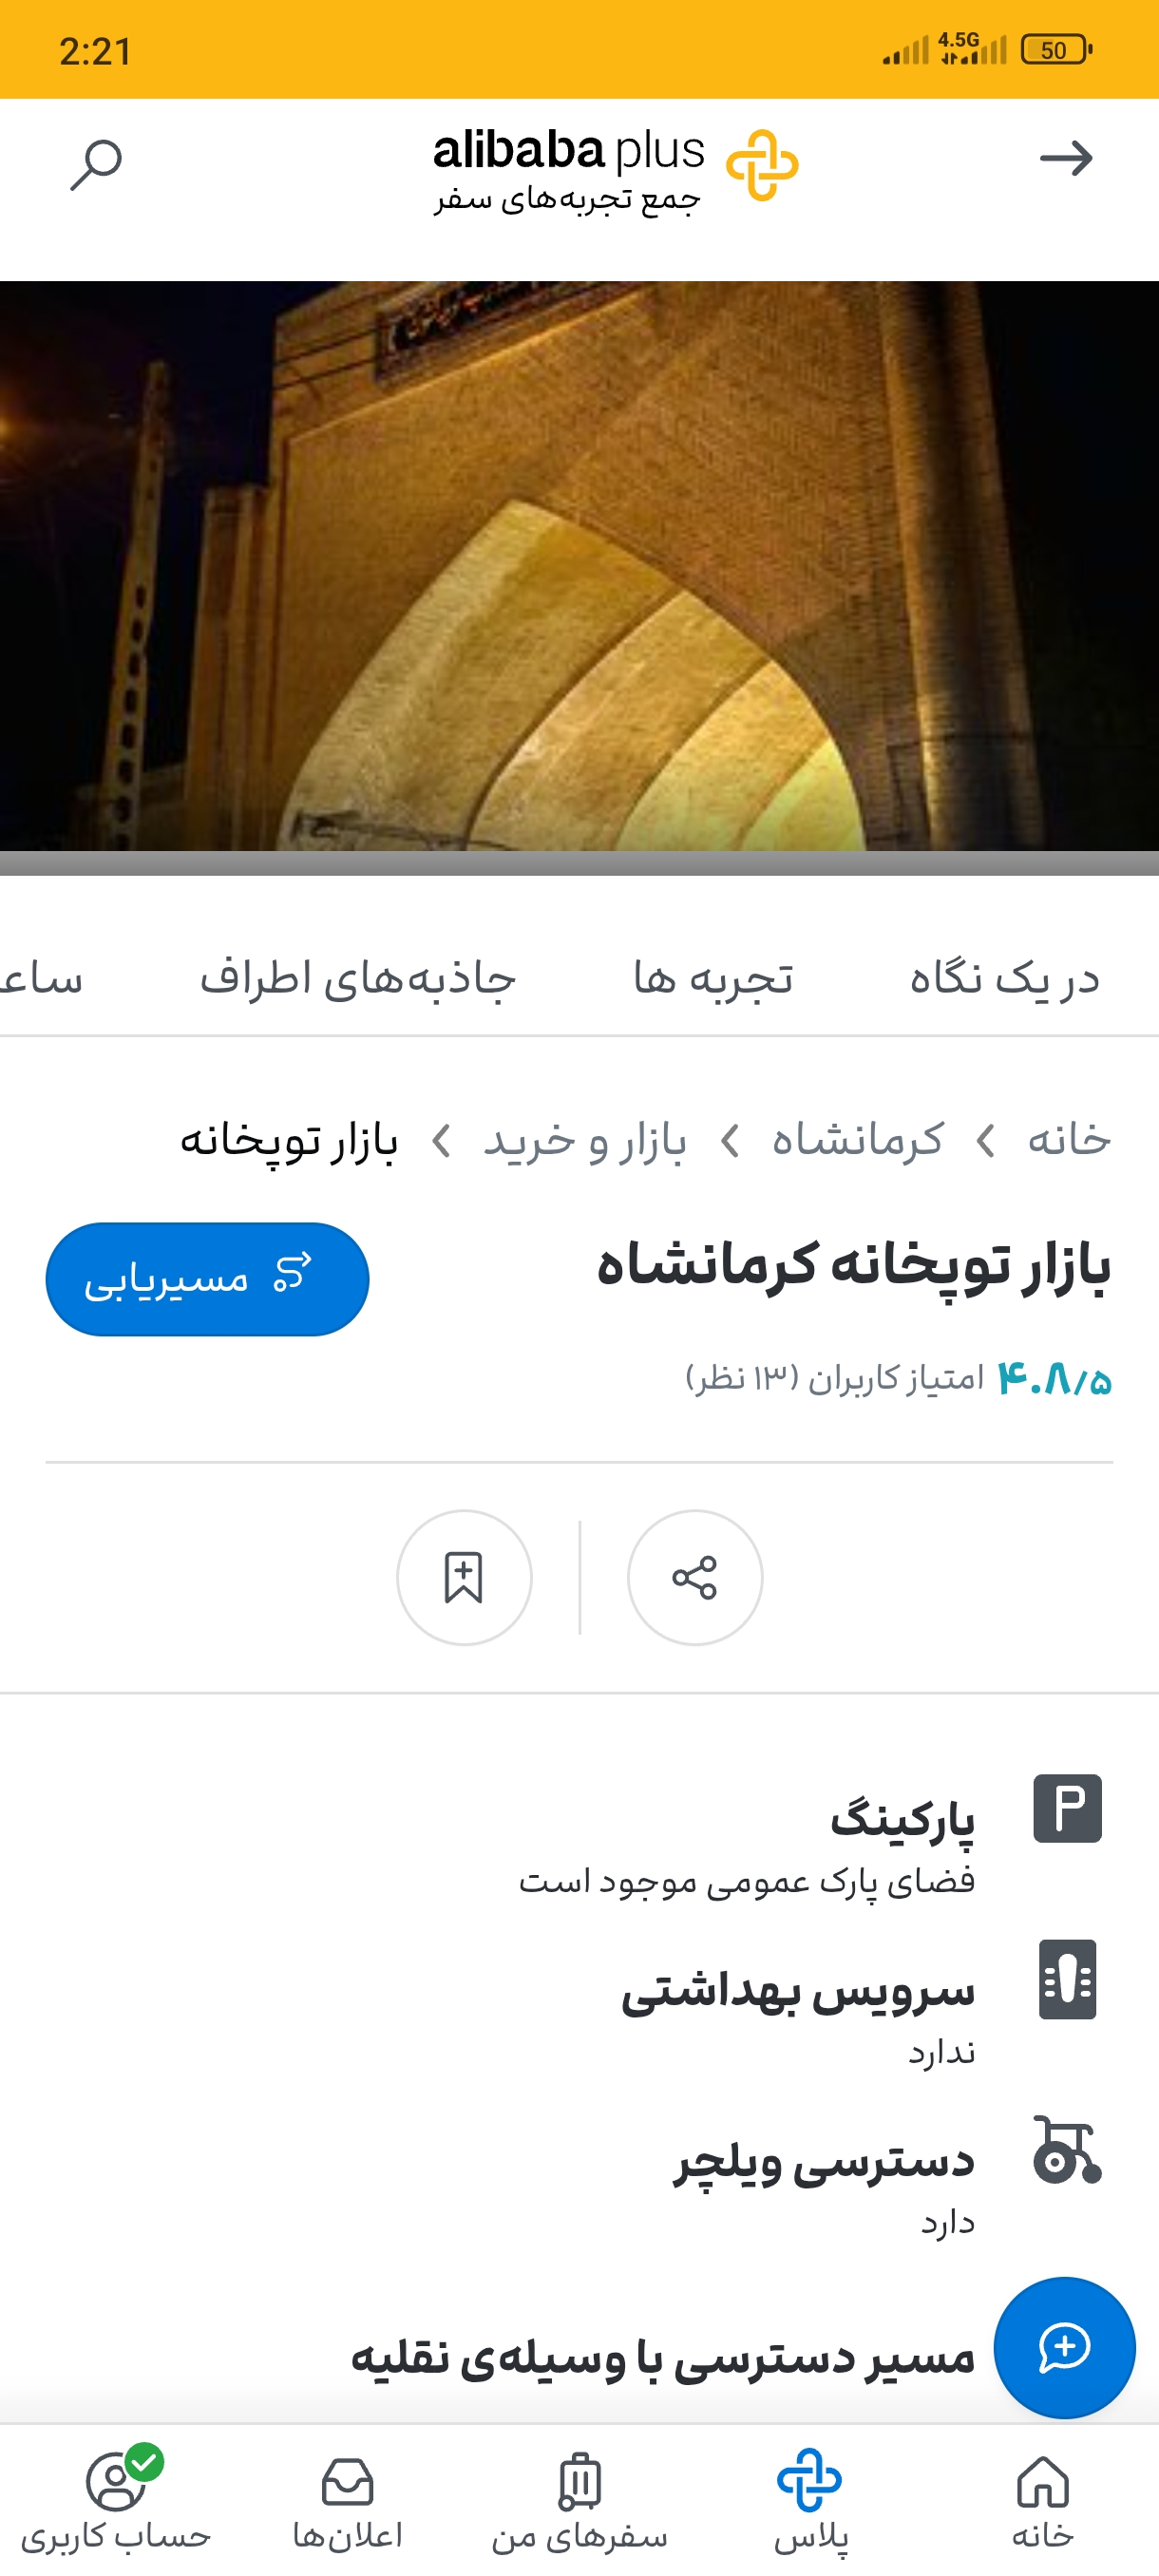 2:21
4.5G
50
alibaba plus
جمع تجربه‌های سفر
در یک نگاه
تجربه ها
جاذبه‌های اطراف
ساع
خانه › کرمانشاه › بازار و خرید › بازار توپخانه
بازار توپخانه کرمانشاه
مسیریابی
۴.۸/۵ امتیاز کاربران (۱۳ نظر)
پارکینگ
فضای پارک عمومی موجود است
سرویس بهداشتی
ندارد
دسترسی ویلچر
دارد
مسیر دسترسی با وسیله‌ی نقلیه
خانه
پلاس
سفرهای من
اعلان‌ها
حساب کاربری